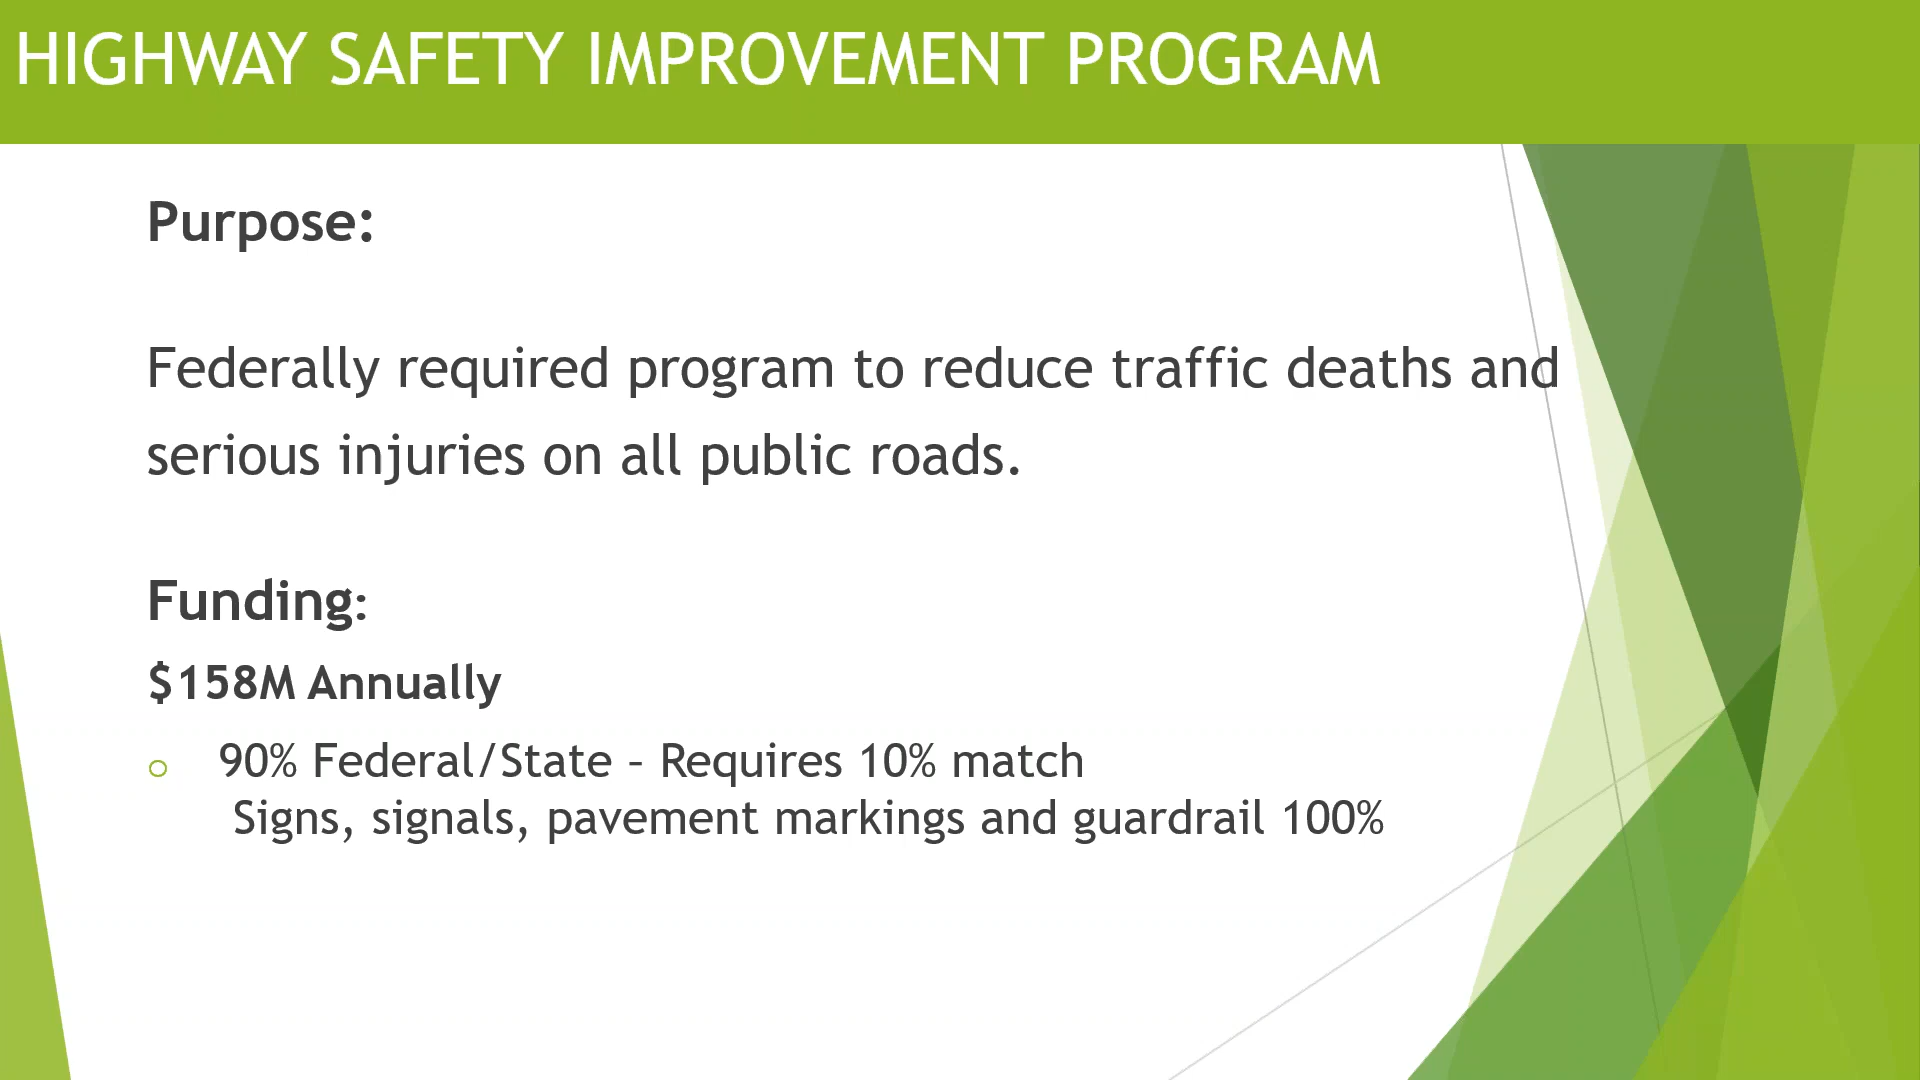 HIGHWAY SAFETY IMPROVEMENT PROGRAM
Purpose:
Federally required program to reduce traffic deaths and
serious injuries on all public roads.
Funding:
$158M Annually
90% Federal/State – Requires 10% match
Signs, signals, pavement markings and guardrail 100%